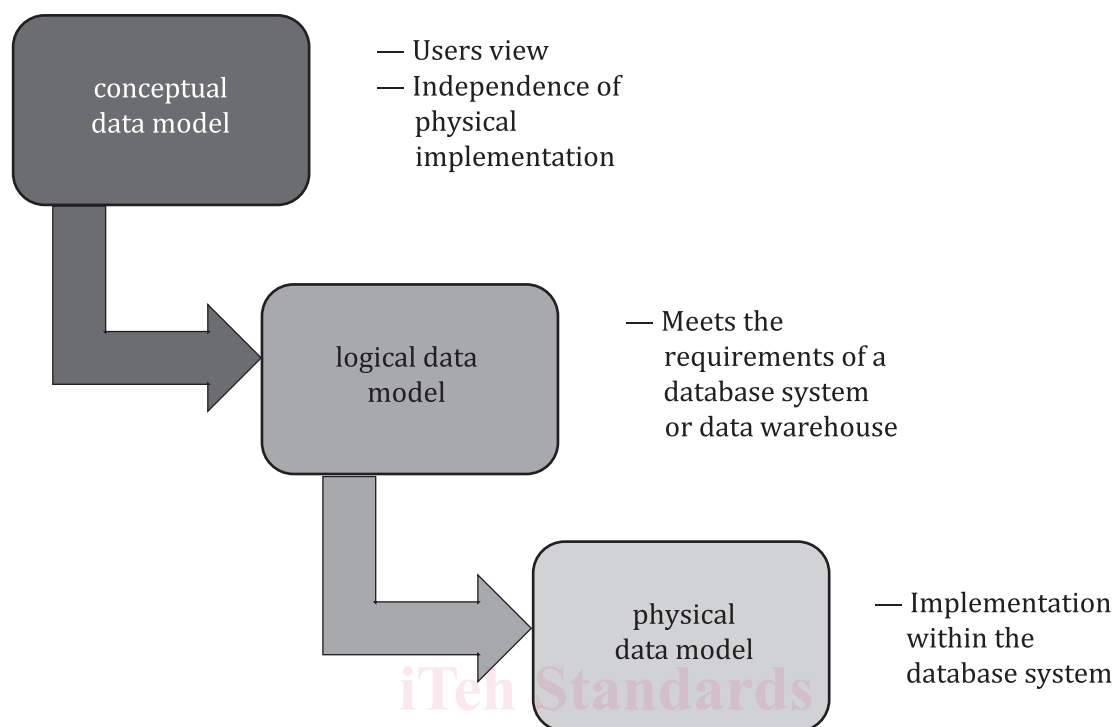 conceptual
data model
— Users view
— Independence of
physical
implementation
logical data
model
— Meets the
requirements of a
database system
or data warehouse
physical
data model
— Implementation
within the
database system
iTeh Standards